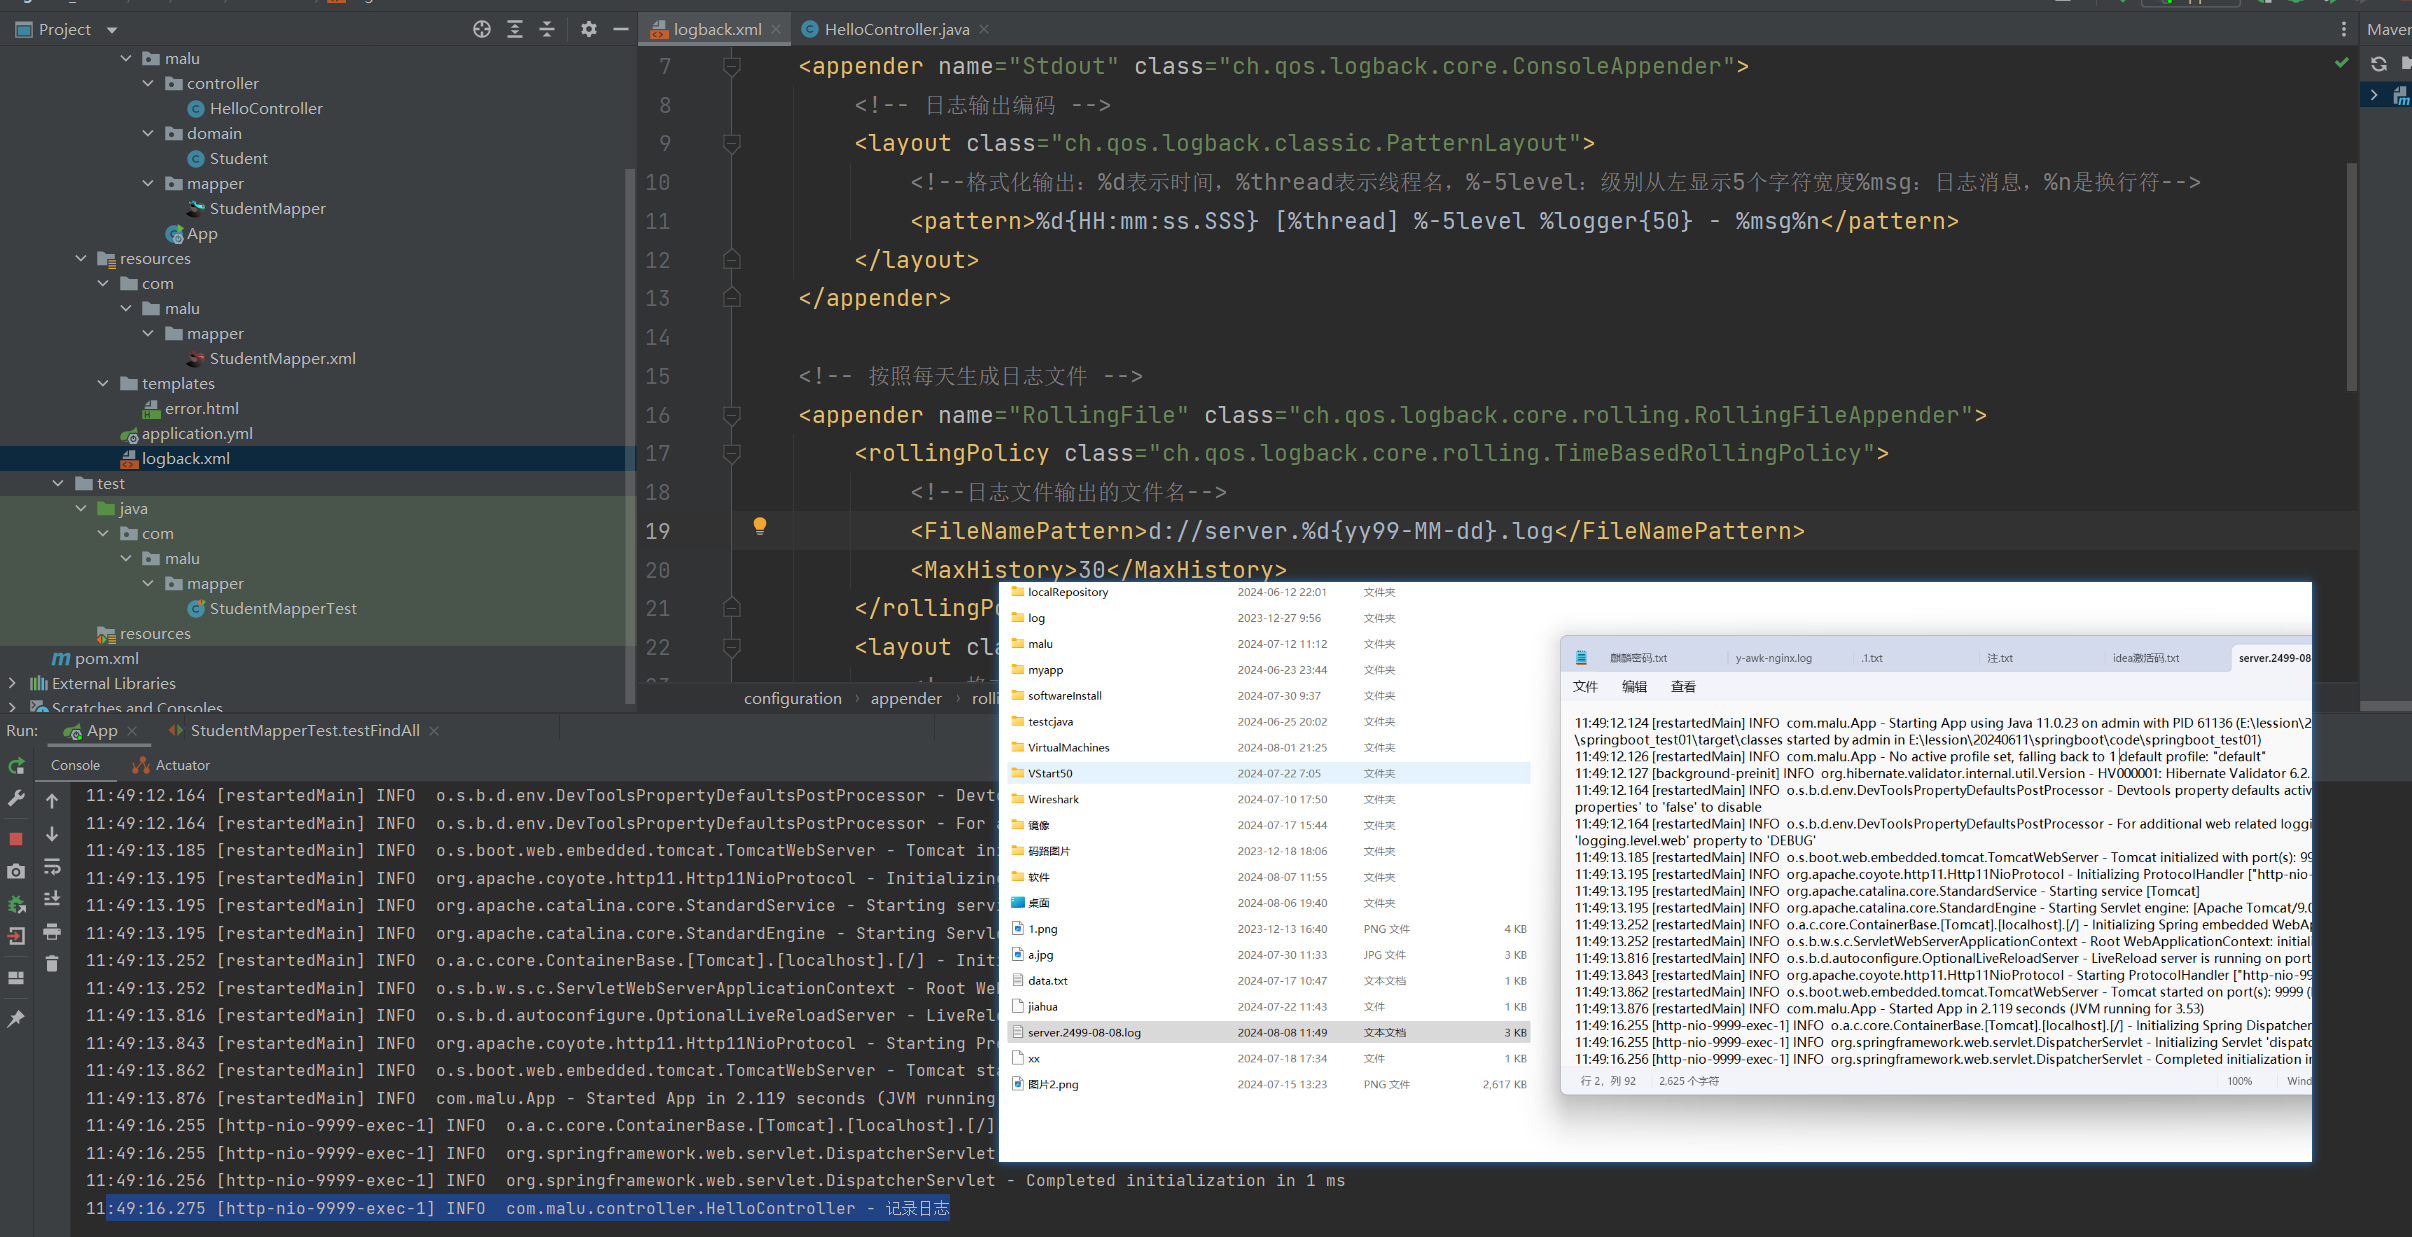 Project
logback.xml
HelloController.java
Maven
malu
controller
HelloController
domain
Student
mapper
StudentMapper
App
resources
com
malu
mapper
StudentMapper.xml
templates
error.html
application.yml
logback.xml
test
java
com
malu
mapper
StudentMapperTest
resources
pom.xml
External Libraries
Scratches and Consoles
7 <appender name="Stdout" class="ch.qos.logback.core.ConsoleAppender">
8 <!-- 日志输出编码 -->
9 <layout class="ch.qos.logback.classic.PatternLayout">
10 <!--格式化输出：%d表示时间，%thread表示线程名，%-5level：级别从左显示5个字符宽度%msg：日志消息，%n是换行符-->
11 <pattern>%d{HH:mm:ss.SSS} [%thread] %-5level %logger{50} - %msg%n</pattern>
12 </layout>
13 </appender>
14
15 <!-- 按照每天生成日志文件 -->
16 <appender name="RollingFile" class="ch.qos.logback.core.rolling.RollingFileAppender">
17 <rollingPolicy class="ch.qos.logback.core.rolling.TimeBasedRollingPolicy">
18 <!--日志文件输出的文件名-->
19 <FileNamePattern>d://server.%d{yy99-MM-dd}.log</FileNamePattern>
20 <MaxHistory>30</MaxHistory>
21 </rollingPo
22 <layout cla
configuration › appender › rolli
Run: App StudentMapperTest.testFindAll
Console Actuator
11:49:12.164 [restartedMain] INFO o.s.b.d.env.DevToolsPropertyDefaultsPostProcessor - Devto
11:49:12.164 [restartedMain] INFO o.s.b.d.env.DevToolsPropertyDefaultsPostProcessor - For a
11:49:13.185 [restartedMain] INFO o.s.boot.web.embedded.tomcat.TomcatWebServer - Tomcat ini
11:49:13.195 [restartedMain] INFO org.apache.coyote.http11.Http11NioProtocol - Initializing
11:49:13.195 [restartedMain] INFO org.apache.catalina.core.StandardService - Starting servi
11:49:13.195 [restartedMain] INFO org.apache.catalina.core.StandardEngine - Starting Servle
11:49:13.252 [restartedMain] INFO o.a.c.core.ContainerBase.[Tomcat].[localhost].[/] - Initi
11:49:13.252 [restartedMain] INFO o.s.b.w.s.c.ServletWebServerApplicationContext - Root We
11:49:13.816 [restartedMain] INFO o.s.b.d.autoconfigure.OptionalLiveReloadServer - LiveRelo
11:49:13.843 [restartedMain] INFO org.apache.coyote.http11.Http11NioProtocol - Starting Pr
11:49:13.862 [restartedMain] INFO o.s.boot.web.embedded.tomcat.TomcatWebServer - Tomcat sta
11:49:13.876 [restartedMain] INFO com.malu.App - Started App in 2.119 seconds (JVM running
11:49:16.255 [http-nio-9999-exec-1] INFO o.a.c.core.ContainerBase.[Tomcat].[localhost].[/]
11:49:16.255 [http-nio-9999-exec-1] INFO org.springframework.web.servlet.DispatcherServlet
11:49:16.256 [http-nio-9999-exec-1] INFO org.springframework.web.servlet.DispatcherServlet - Completed initialization in 1 ms
11:49:16.275 [http-nio-9999-exec-1] INFO com.malu.controller.HelloController - 记录日志
localRepository 2024-06-12 22:01 文件夹
log 2023-12-27 9:56 文件夹
malu 2024-07-12 11:12 文件夹
myapp 2024-06-23 23:44 文件夹
softwareInstall 2024-07-30 9:37 文件夹
testcjava 2024-06-25 20:02 文件夹
VirtualMachines 2024-08-01 21:25 文件夹
VStart50 2024-07-22 7:05 文件夹
Wireshark 2024-07-10 17:50 文件夹
镜像 2024-07-17 15:44 文件夹
码路图片 2023-12-18 18:06 文件夹
软件 2024-08-07 11:55 文件夹
桌面 2024-08-06 19:40 文件夹
1.png 2023-12-13 16:40 PNG 文件 4 KB
a.jpg 2024-07-30 11:33 JPG 文件 3 KB
data.txt 2024-07-17 10:47 文本文档 1 KB
jiahua 2024-07-22 11:43 文件 1 KB
server.2499-08-08.log 2024-08-08 11:49 文本文档 3 KB
xx 2024-07-18 17:34 文件 1 KB
图片2.png 2024-07-15 13:23 PNG 文件 2,617 KB
麒麟密码.txt y-awk-nginx.log .1.txt 注.txt idea激活码.txt server.2499-08
文件 编辑 查看
11:49:12.124 [restartedMain] INFO com.malu.App - Starting App using Java 11.0.23 on admin with PID 61136 (E:\lession\2
\springboot_test01\target\classes started by admin in E:\lession\20240611\springboot\code\springboot_test01)
11:49:12.126 [restartedMain] INFO com.malu.App - No active profile set, falling back to 1 default profile: "default"
11:49:12.127 [background-preinit] INFO org.hibernate.validator.internal.util.Version - HV000001: Hibernate Validator 6.2.
11:49:12.164 [restartedMain] INFO o.s.b.d.env.DevToolsPropertyDefaultsPostProcessor - Devtools property defaults activ
properties' to 'false' to disable
11:49:12.164 [restartedMain] INFO o.s.b.d.env.DevToolsPropertyDefaultsPostProcessor - For additional web related loggi
'logging.level.web' property to 'DEBUG'
11:49:13.185 [restartedMain] INFO o.s.boot.web.embedded.tomcat.TomcatWebServer - Tomcat initialized with port(s): 99
11:49:13.195 [restartedMain] INFO org.apache.coyote.http11.Http11NioProtocol - Initializing ProtocolHandler ["http-nio-
11:49:13.195 [restartedMain] INFO org.apache.catalina.core.StandardService - Starting service [Tomcat]
11:49:13.195 [restartedMain] INFO org.apache.catalina.core.StandardEngine - Starting Servlet engine: [Apache Tomcat/9.0
11:49:13.252 [restartedMain] INFO o.a.c.core.ContainerBase.[Tomcat].[localhost].[/] - Initializing Spring embedded WebAp
11:49:13.252 [restartedMain] INFO o.s.b.w.s.c.ServletWebServerApplicationContext - Root WebApplicationContext: initiali
11:49:13.816 [restartedMain] INFO o.s.b.d.autoconfigure.OptionalLiveReloadServer - LiveReload server is running on port
11:49:13.843 [restartedMain] INFO org.apache.coyote.http11.Http11NioProtocol - Starting ProtocolHandler ["http-nio-99
11:49:13.862 [restartedMain] INFO o.s.boot.web.embedded.tomcat.TomcatWebServer - Tomcat started on port(s): 9999 (
11:49:13.876 [restartedMain] INFO com.malu.App - Started App in 2.119 seconds (JVM running for 3.53)
11:49:16.255 [http-nio-9999-exec-1] INFO o.a.c.core.ContainerBase.[Tomcat].[localhost].[/] - Initializing Spring Dispatcher
11:49:16.255 [http-nio-9999-exec-1] INFO org.springframework.web.servlet.DispatcherServlet - Initializing Servlet 'dispatc
11:49:16.256 [http-nio-9999-exec-1] INFO org.springframework.web.servlet.DispatcherServlet - Completed initialization in
行 2，列 92 2,625 个字符 100% Wind